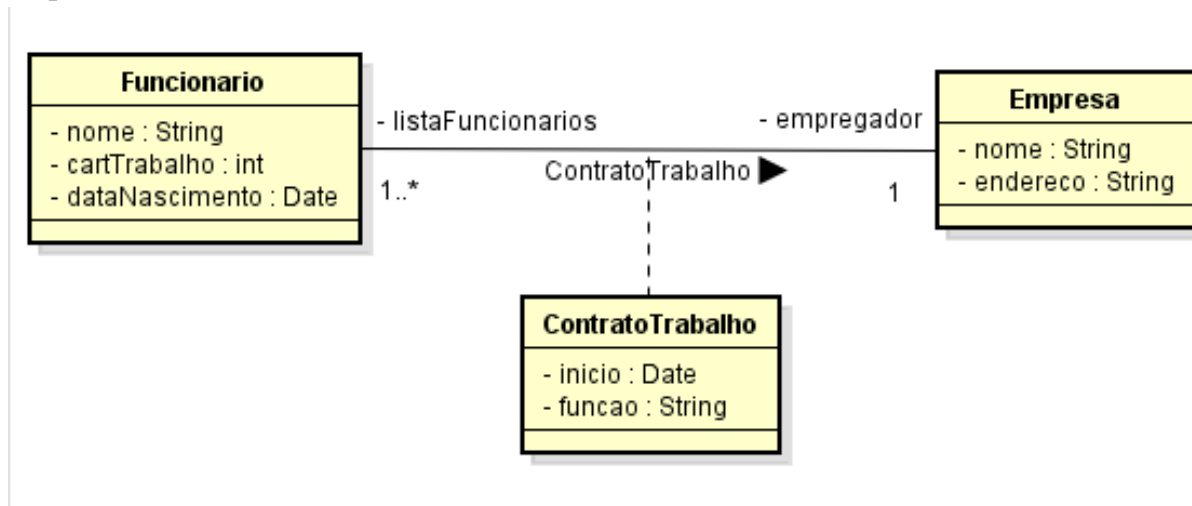 Funcionario
- nome : String
- cartTrabalho : int
- dataNascimento : Date
- listaFuncionarios
1..*
ContratoTrabalho
- empregador
1
Empresa
- nome : String
- endereco : String
ContratoTrabalho
- inicio : Date
- funcao : String